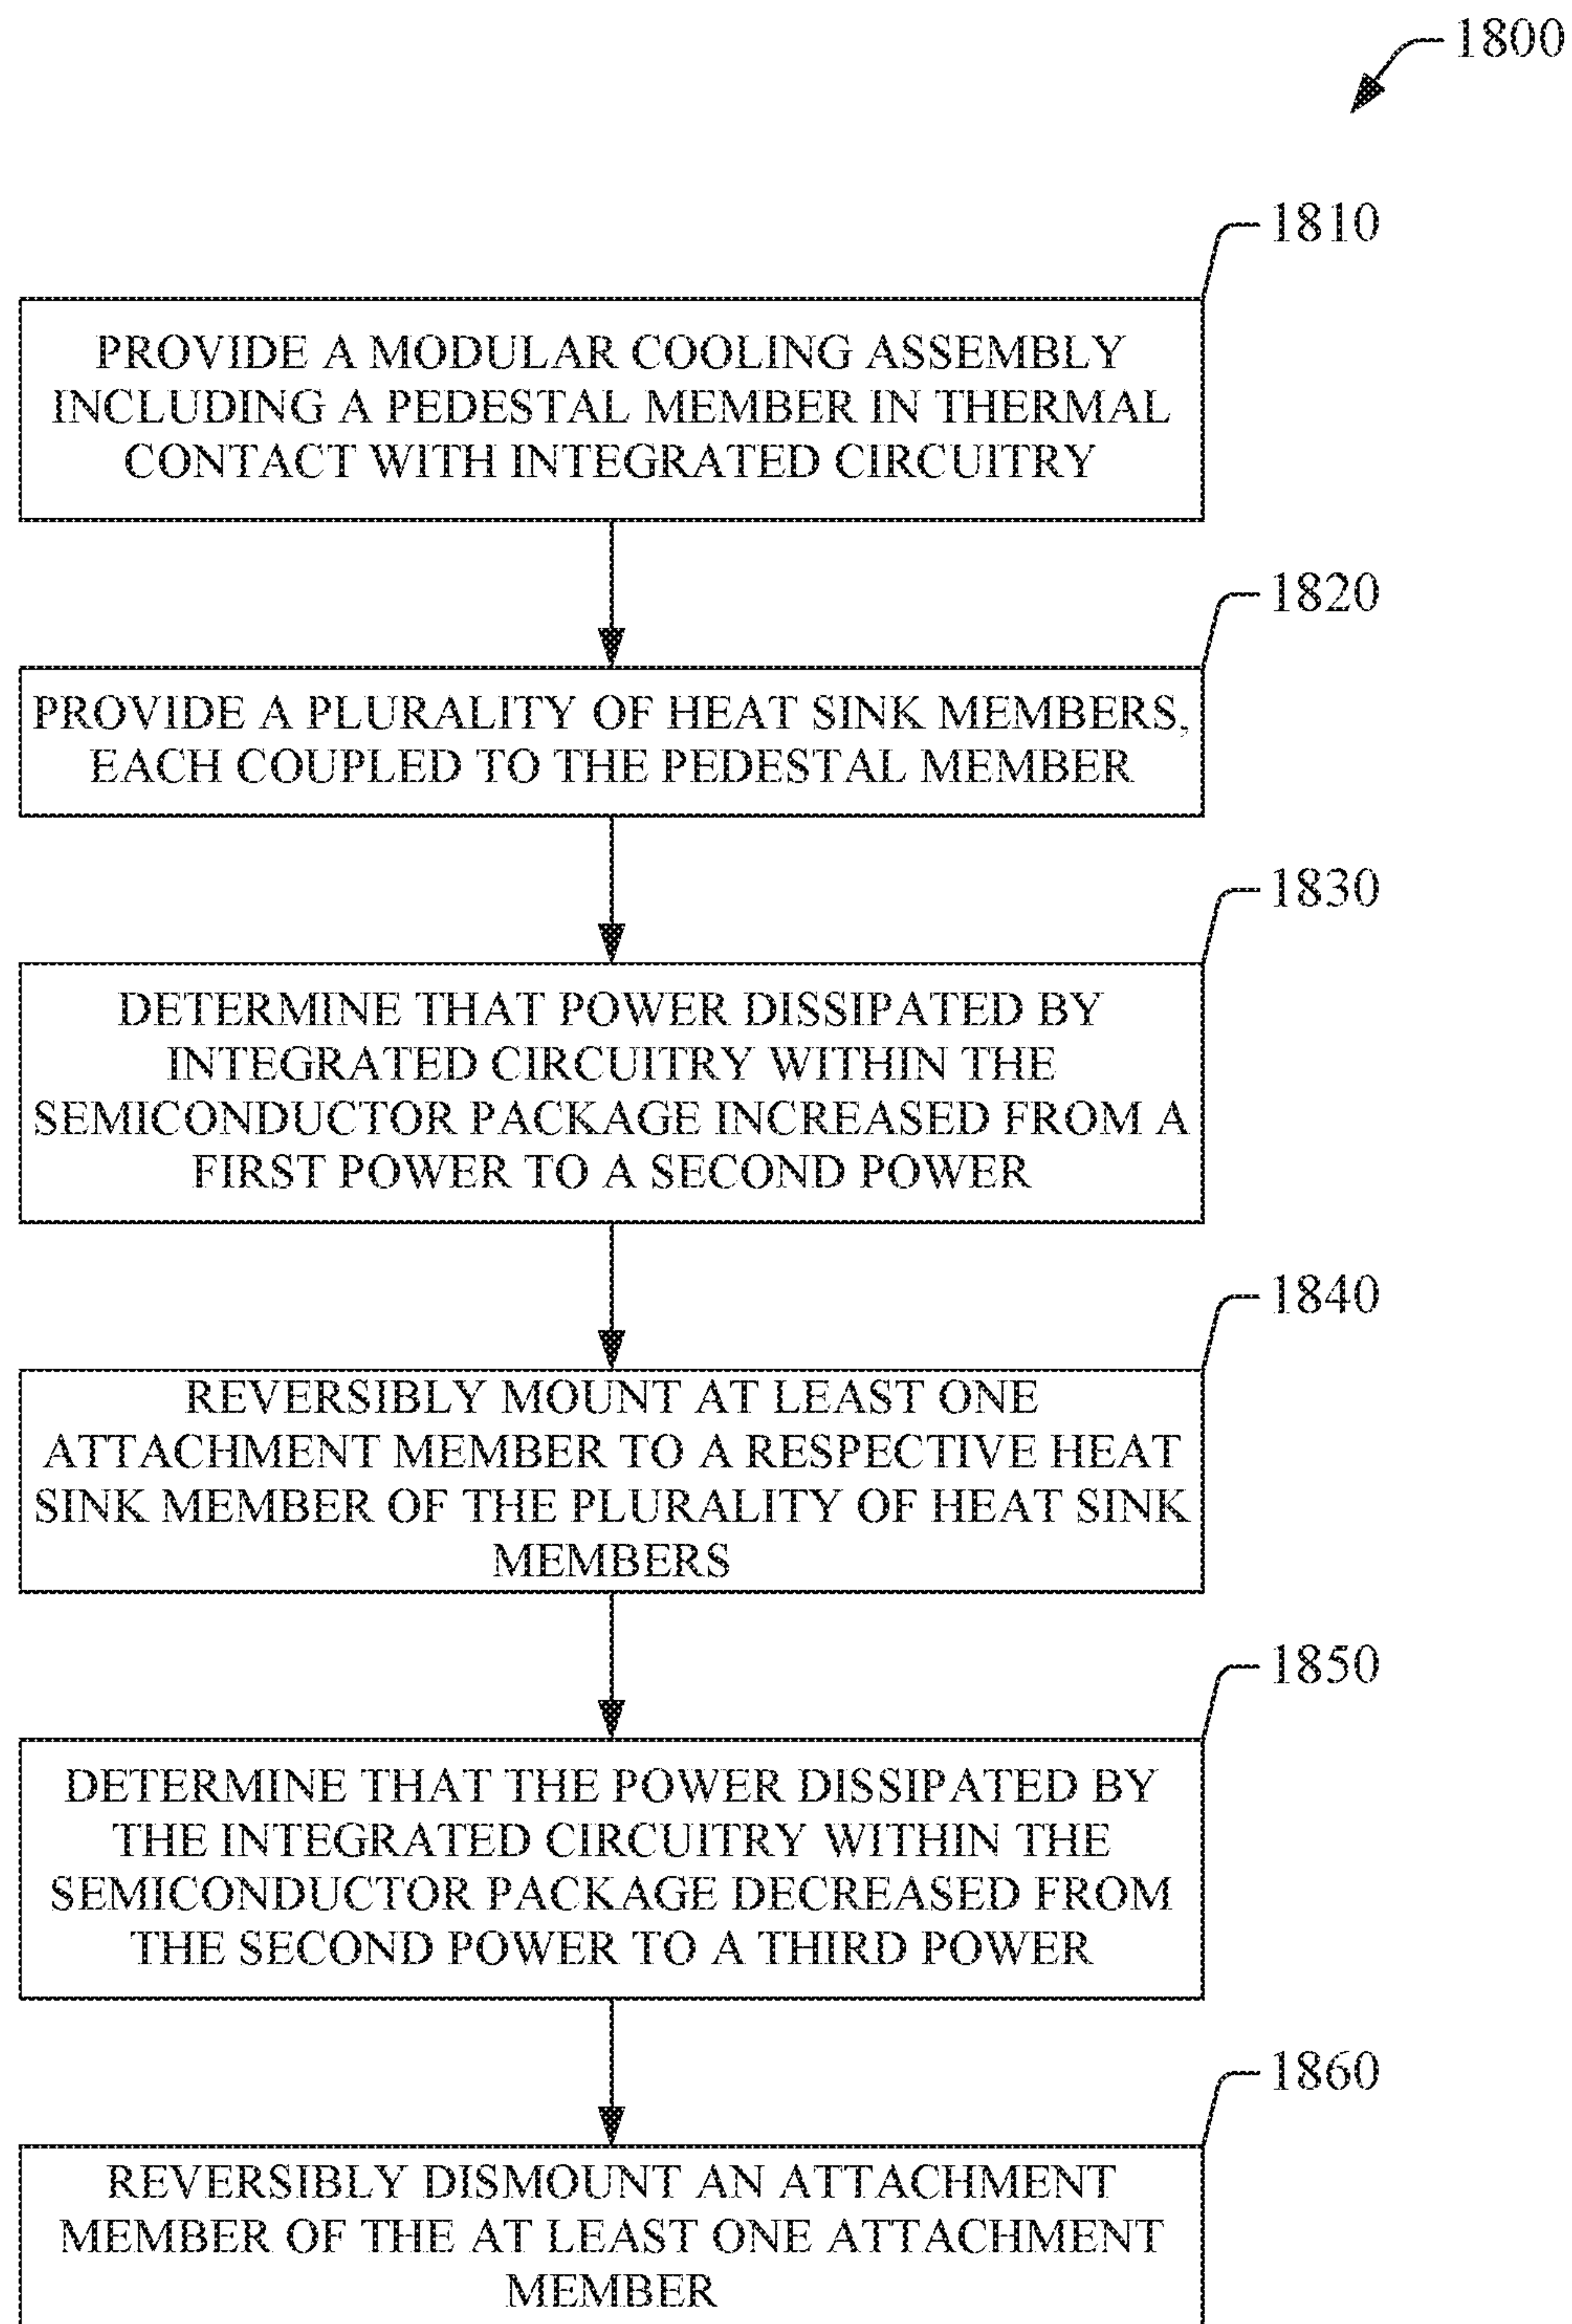 1800
1810
PROVIDE A MODULAR COOLING ASSEMBLY
INCLUDING A PEDESTAL MEMBER IN THERMAL
CONTACT WITH INTEGRATED CIRCUITRY
1820
PROVIDE A PLURALITY OF HEAT SINK MEMBERS,
EACH COUPLED TO THE PEDESTAL MEMBER
1830
DETERMINE THAT POWER DISSIPATED BY
INTEGRATED CIRCUITRY WITHIN THE
SEMICONDUCTOR PACKAGE INCREASED FROM A
FIRST POWER TO A SECOND POWER
1840
REVERSIBLY MOUNT AT LEAST ONE
ATTACHMENT MEMBER TO A RESPECTIVE HEAT
SINK MEMBER OF THE PLURALITY OF HEAT SINK
MEMBERS
1850
DETERMINE THAT THE POWER DISSIPATED BY
THE INTEGRATED CIRCUITRY WITHIN THE
SEMICONDUCTOR PACKAGE DECREASED FROM
THE SECOND POWER TO A THIRD POWER
1860
REVERSIBLY DISMOUNT AN ATTACHMENT
MEMBER OF THE AT LEAST ONE ATTACHMENT
MEMBER